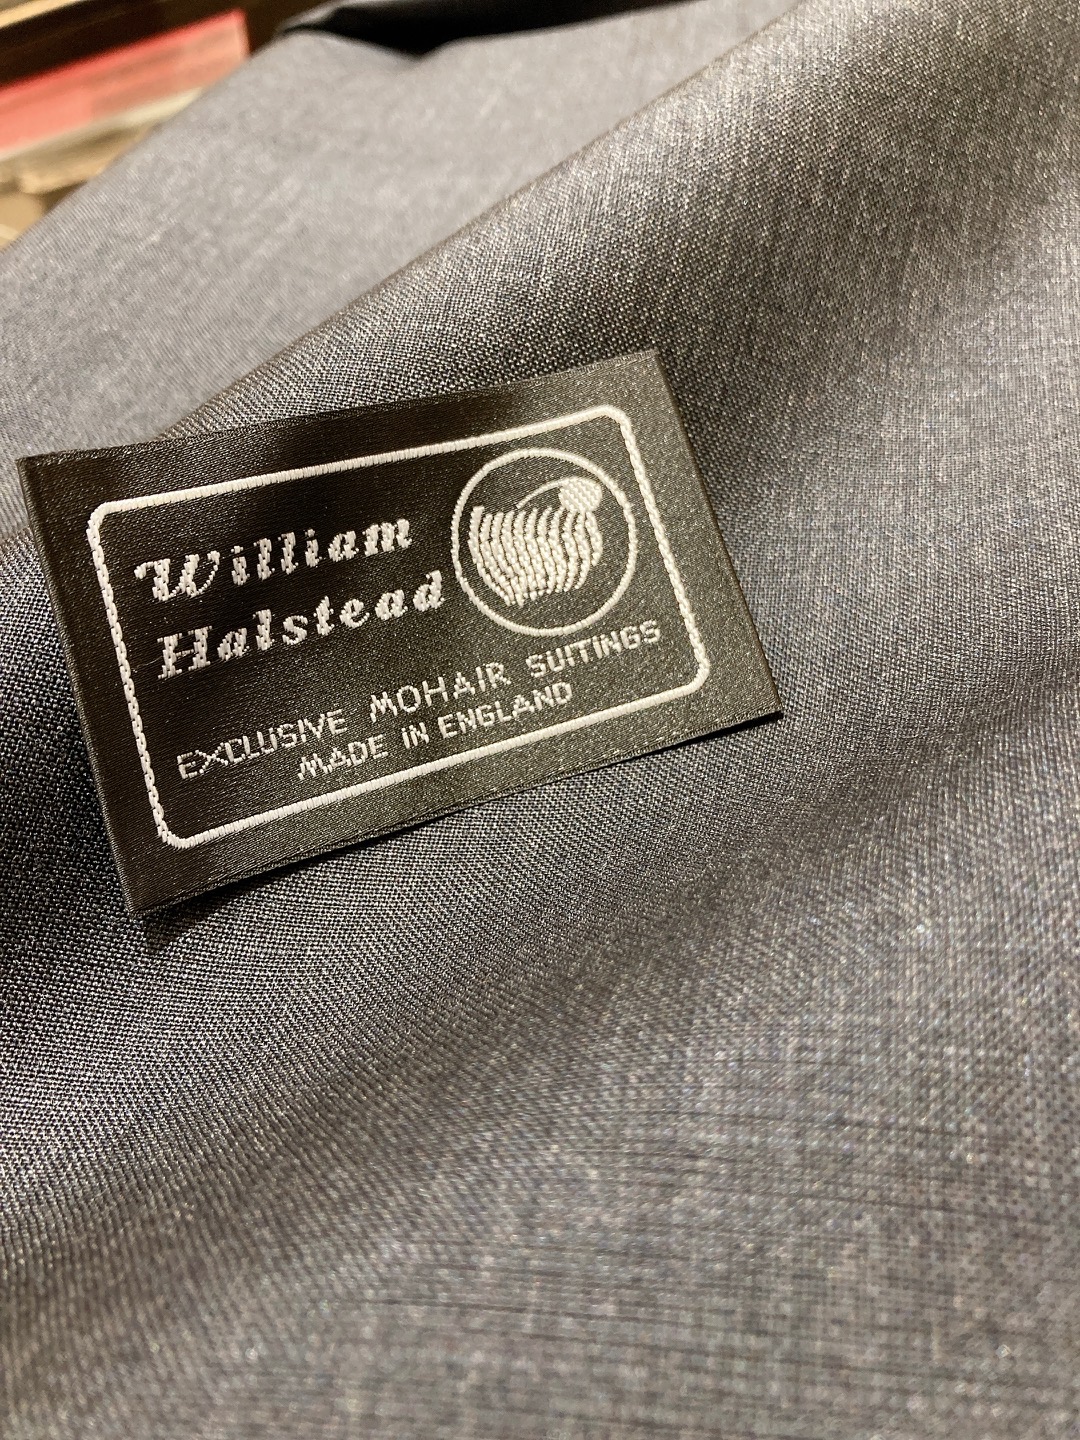 William
Halstead
EXCLUSIVE MOHAIR SUITINGS
MADE IN ENGLAND